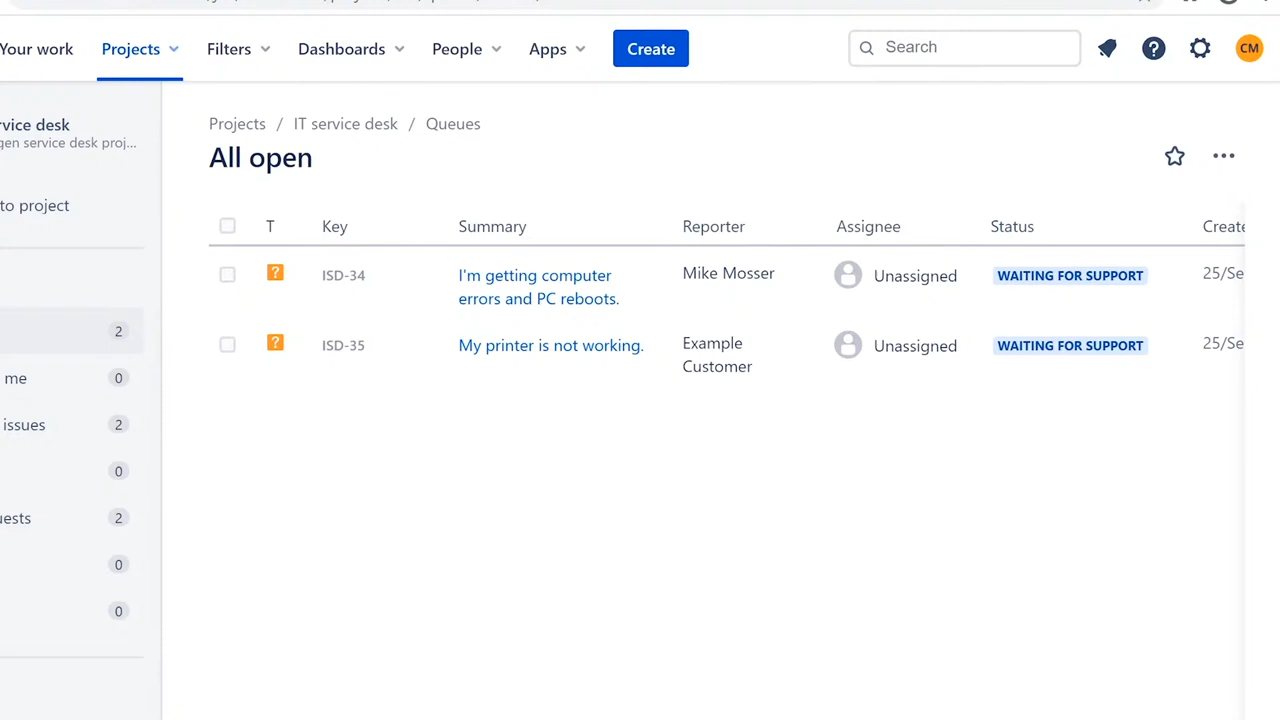 Your work Projects Filters Dashboards People Apps Create Search CM
rvice desk
gen service desk proj...
to project
2
me 0
issues 2
0
uests 2
0
0
Projects / IT service desk / Queues
All open
T Key Summary Reporter Assignee Status Create
? ISD-34 I'm getting computer Mike Mosser Unassigned WAITING FOR SUPPORT 25/Se
errors and PC reboots.
? ISD-35 My printer is not working. Example Unassigned WAITING FOR SUPPORT 25/Se
Customer